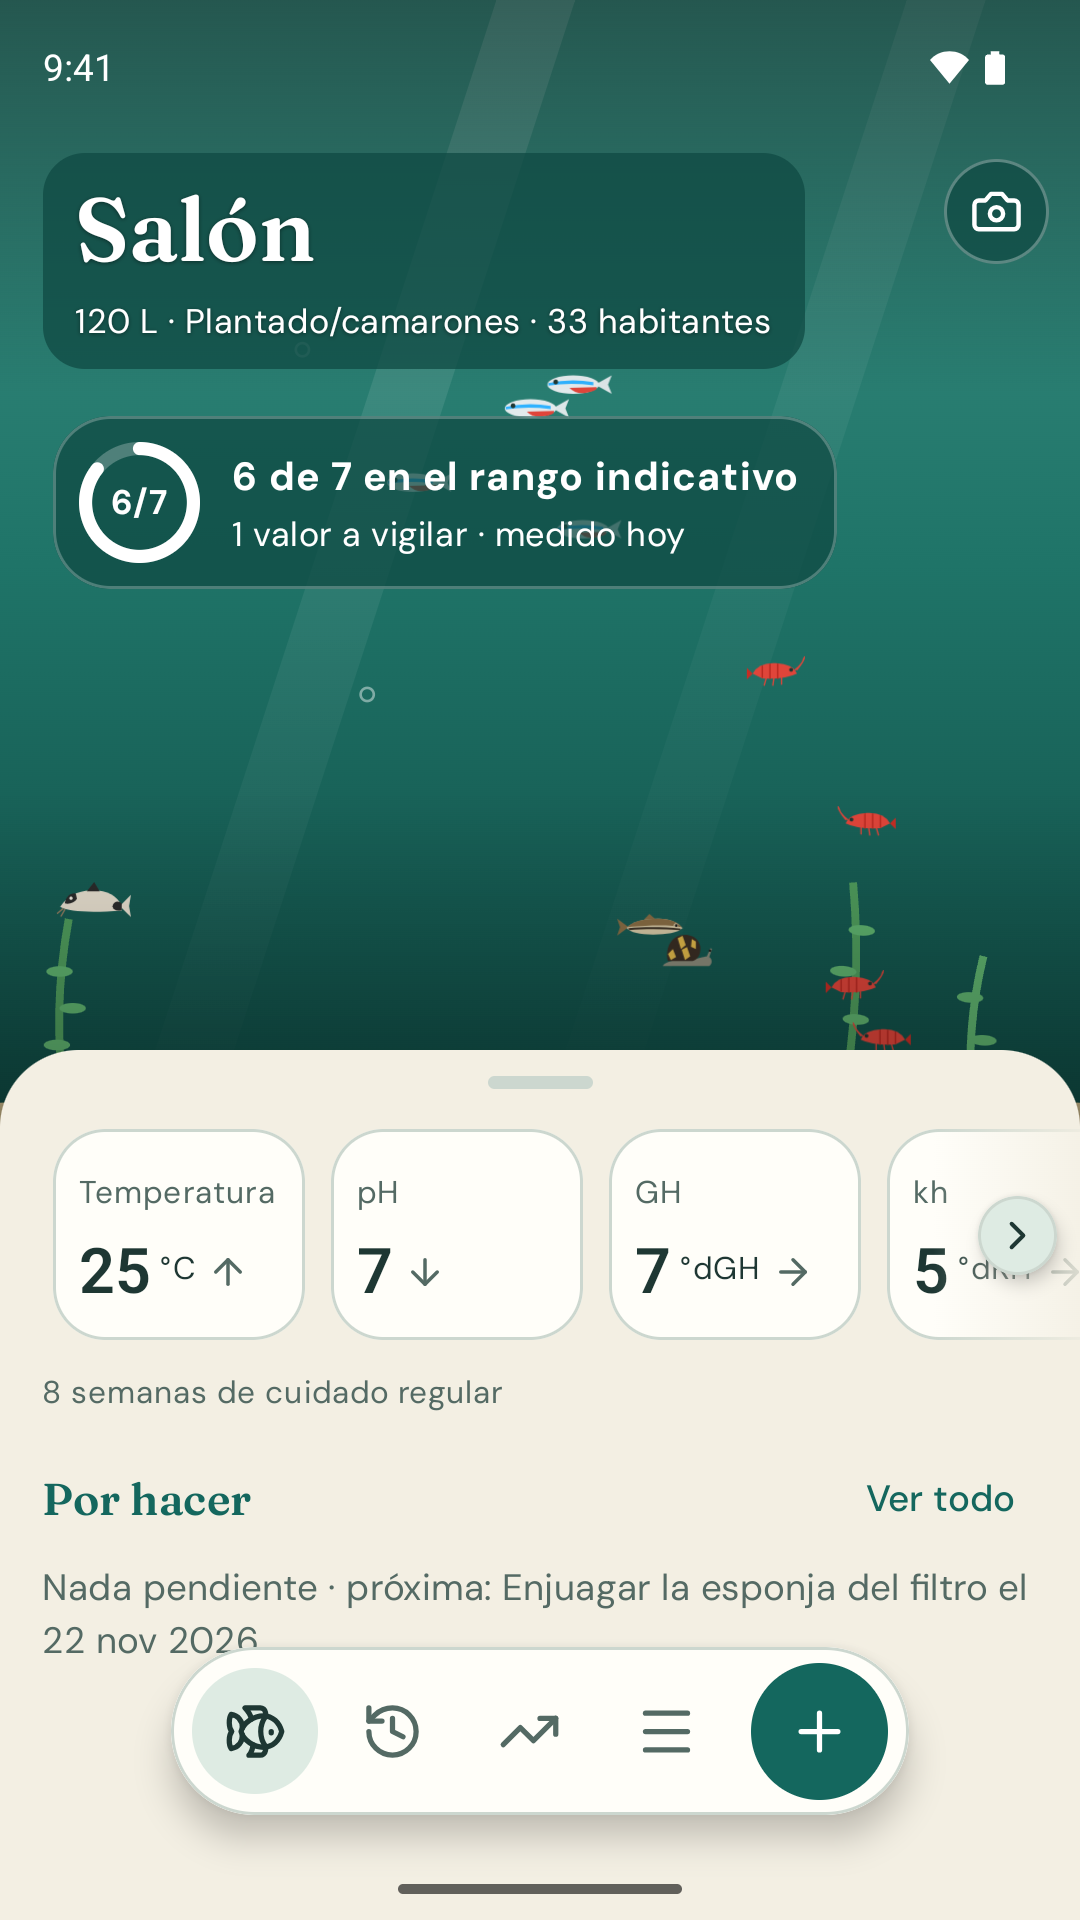 9:41
Salón
120 L · Plantado/camarones · 33 habitantes
6/7
6 de 7 en el rango indicativo
1 valor a vigilar · medido hoy
Temperatura
25 °C
pH
7
GH
7 °dGH
kh
5
8 semanas de cuidado regular
Por hacer
Ver todo
Nada pendiente · próxima: Enjuagar la esponja del filtro el
22 nov 2026